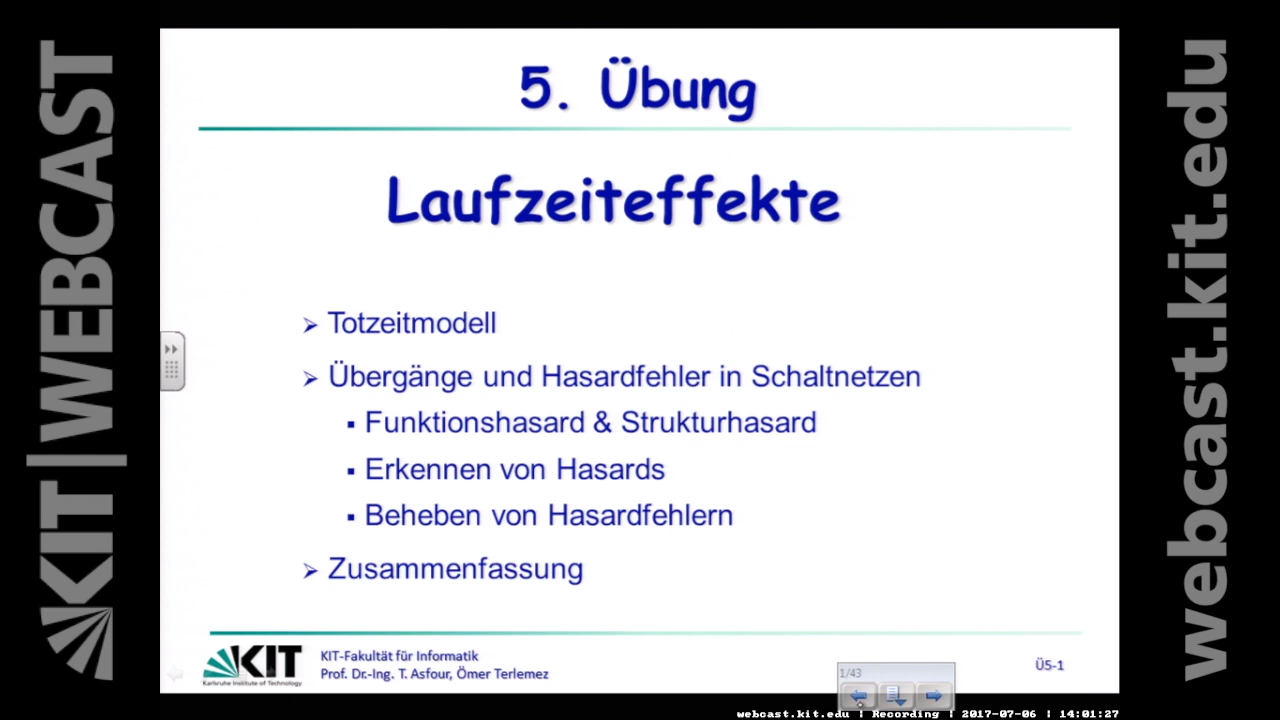 KIT | WEBCAST
5. Übung
Laufzeiteffekte
Totzeitmodell
Übergänge und Hasardfehler in Schaltnetzen
Funktionshasard & Strukturhasard
Erkennen von Hasards
Beheben von Hasardfehlern
Zusammenfassung
KIT
Karlsruhe Institute of Technology
KIT-Fakultät für Informatik
Prof. Dr.-Ing. T. Asfour, Ömer Terlemez
1/43
Ü5-1
webcast.kit.edu
webcast.kit.edu | Recording | 2017-07-06 | 14:01:27